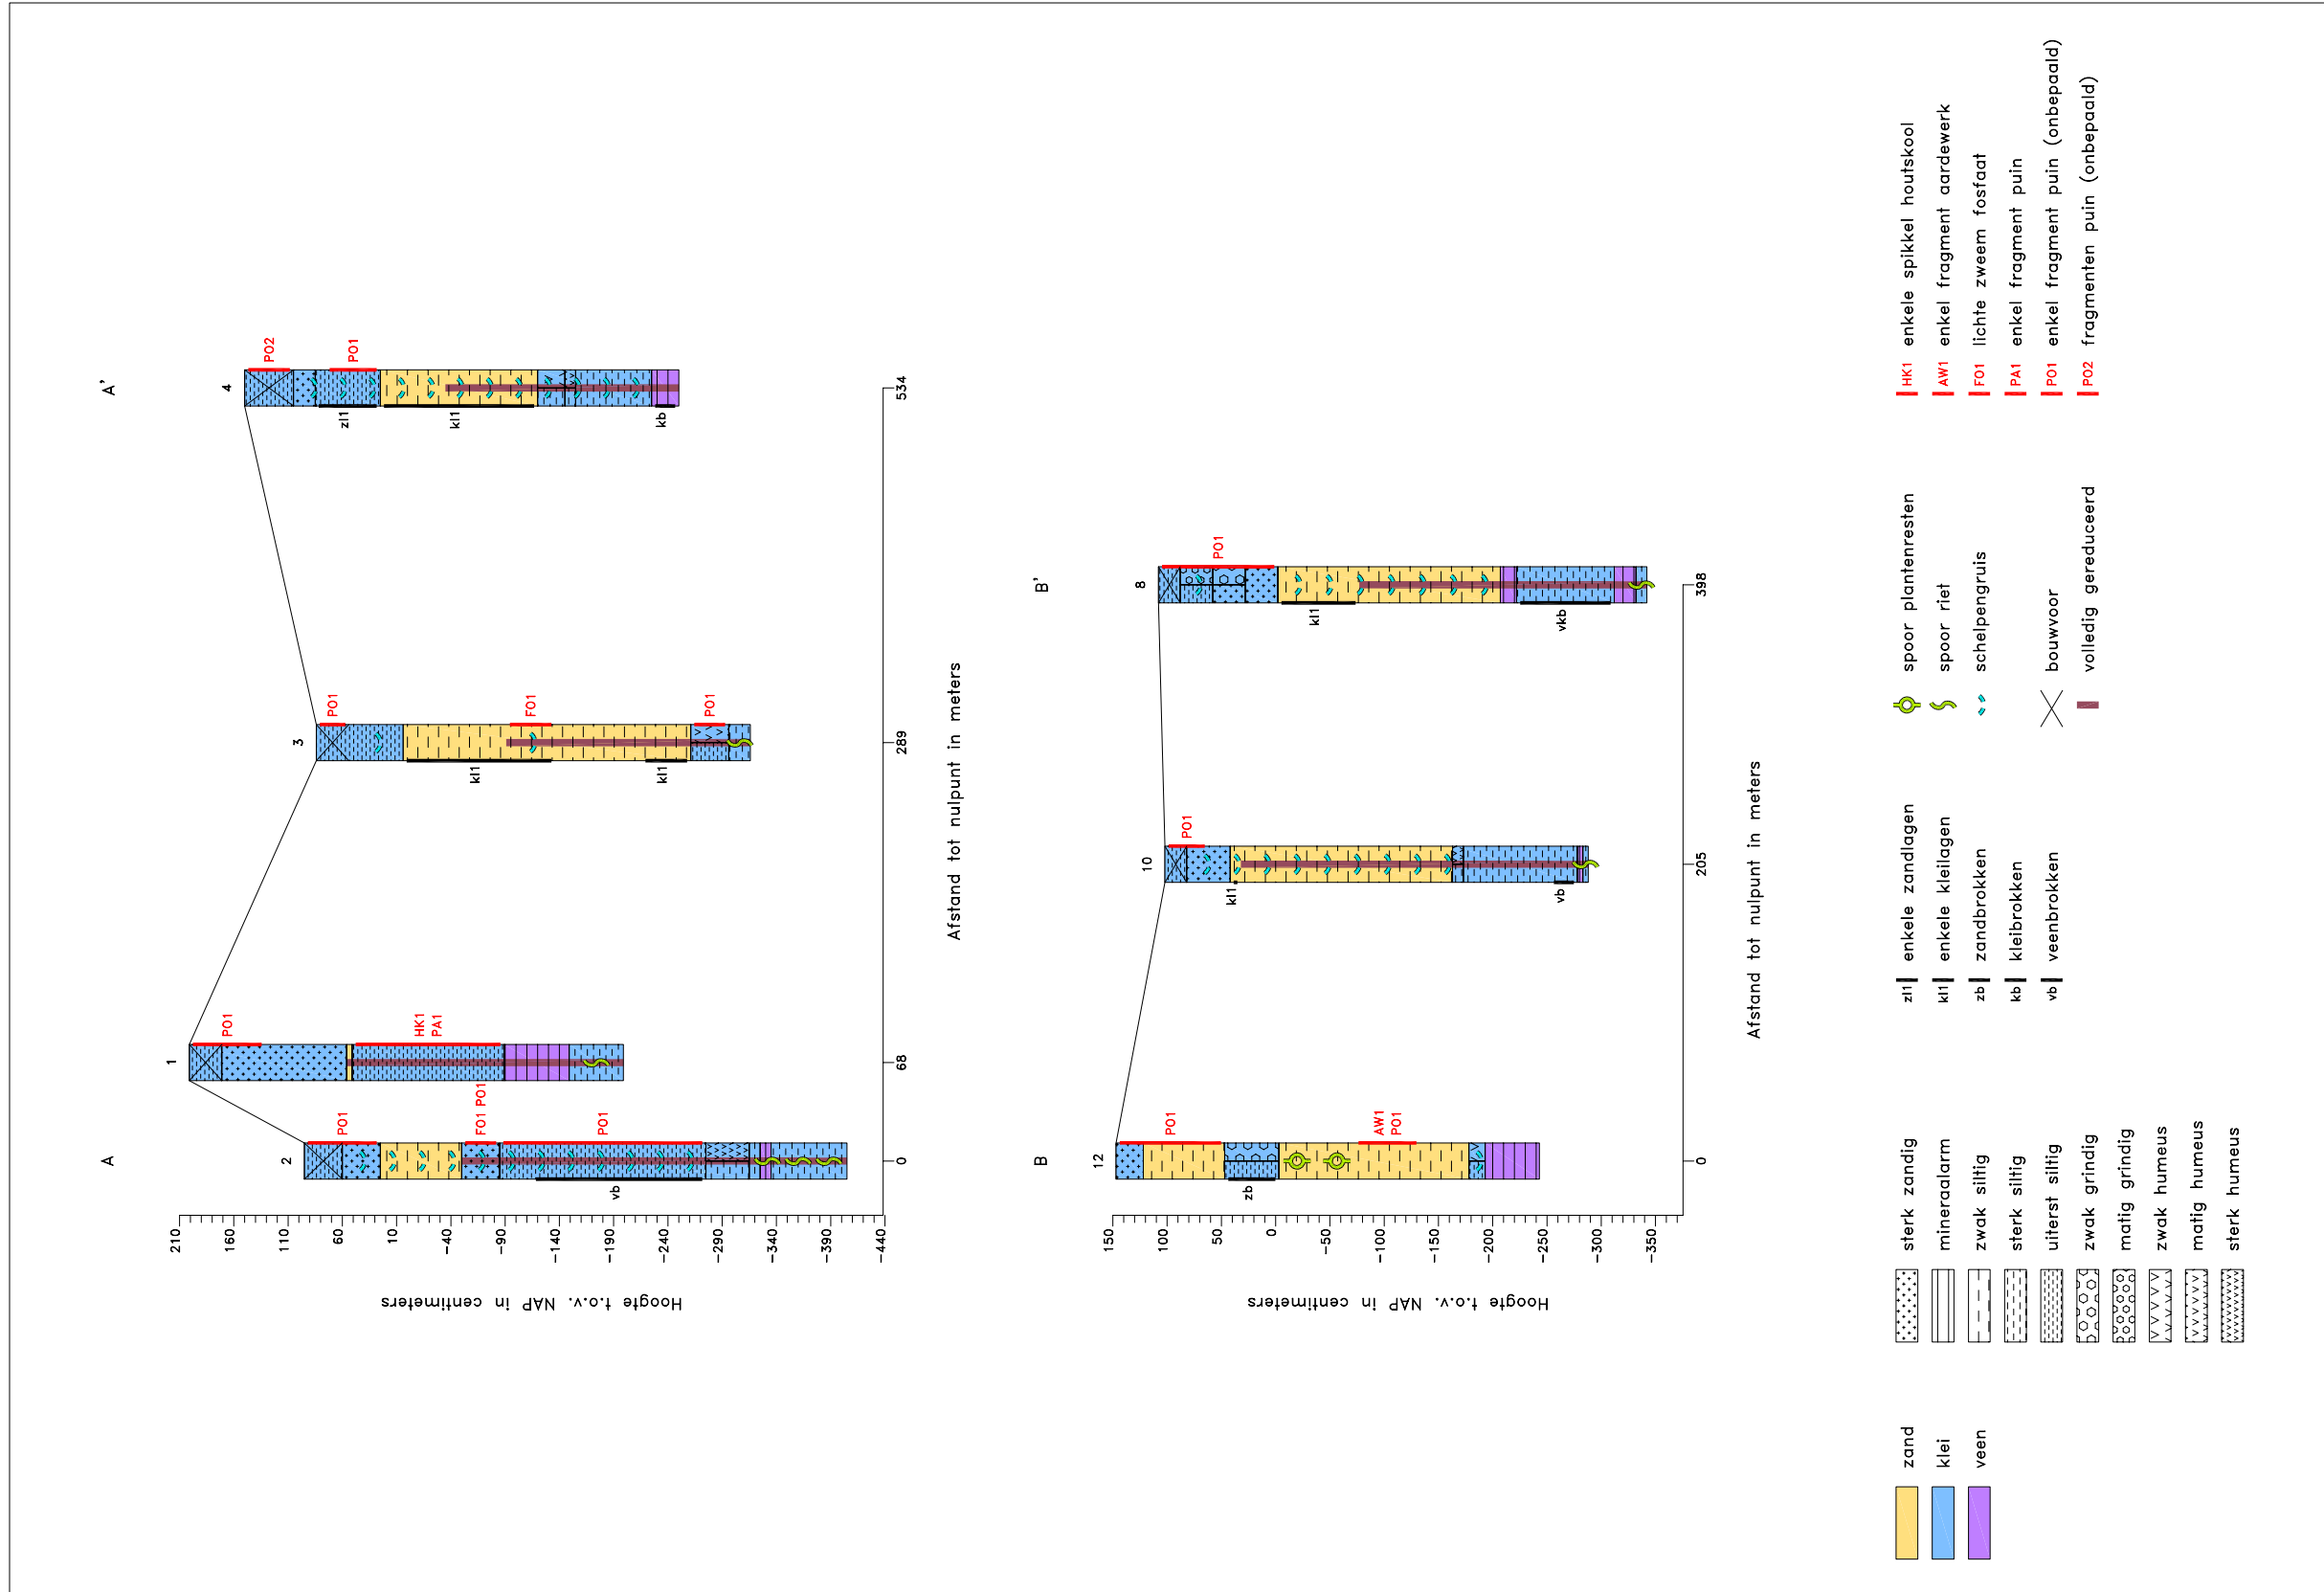 A
A'
2
1
3
4
PO1
FO1 PO1
PO1
vb
PO1
HK1
PA1
PO1
FO1
PO1
kl1
kl1
PO2
PO1
zl1
kl1
kb
210
160
110
60
10
-40
-90
-140
-190
-240
-290
-340
-390
-440
Hoogte t.o.v. NAP in centimeters
0
68
289
534
Afstand tot nulpunt in meters
B
B'
12
10
8
PO1
AW1
PO1
zb
PO1
kl1
vb
PO1
kl1
vkb
150
100
50
0
-50
-100
-150
-200
-250
-300
-350
Hoogte t.o.v. NAP in centimeters
0
205
398
Afstand tot nulpunt in meters
zand
klei
veen
sterk zandig
mineraalarm
zwak siltig
sterk siltig
uiterst siltig
zwak grindig
matig grindig
zwak humeus
matig humeus
sterk humeus
zl1 enkele zandlagen
kl1 enkele kleilagen
zb zandbrokken
kb kleibrokken
vb veenbrokken
spoor plantenresten
spoor riet
schelpengruis
bouwvoor
volledig gereduceerd
HK1 enkele spikkel houtskool
AW1 enkel fragment aardewerk
FO1 lichte zweem fosfaat
PA1 enkel fragment puin
PO1 enkel fragment puin (onbepaald)
PO2 fragmenten puin (onbepaald)